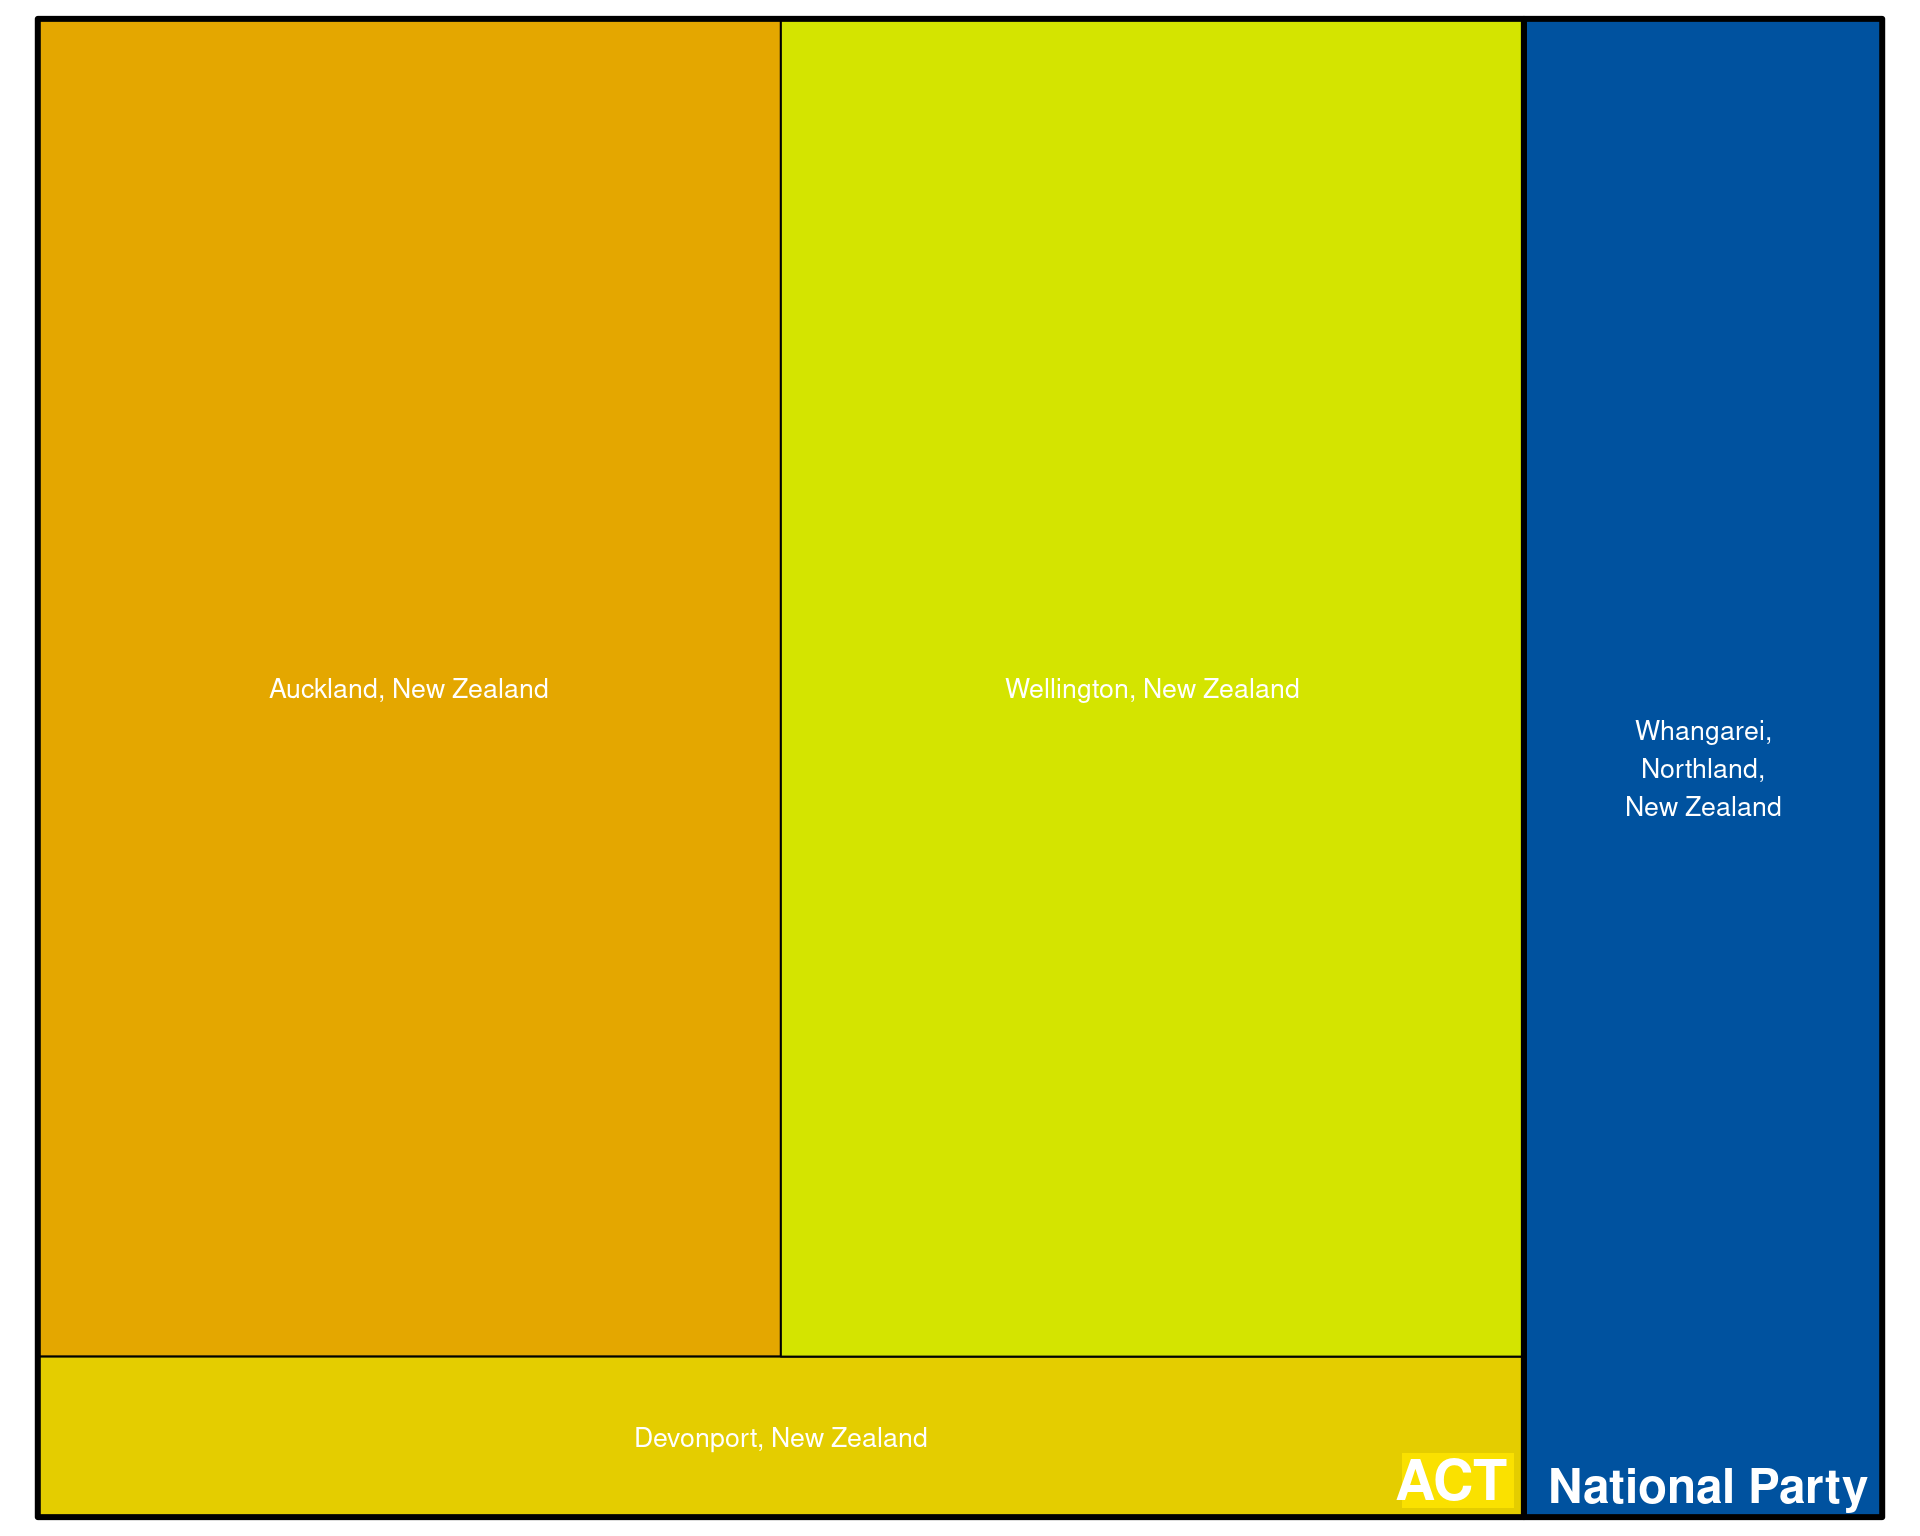 Auckland, New Zealand
Wellington, New Zealand
Whangarei,
Northland,
New Zealand
Devonport, New Zealand
ACT
National Party